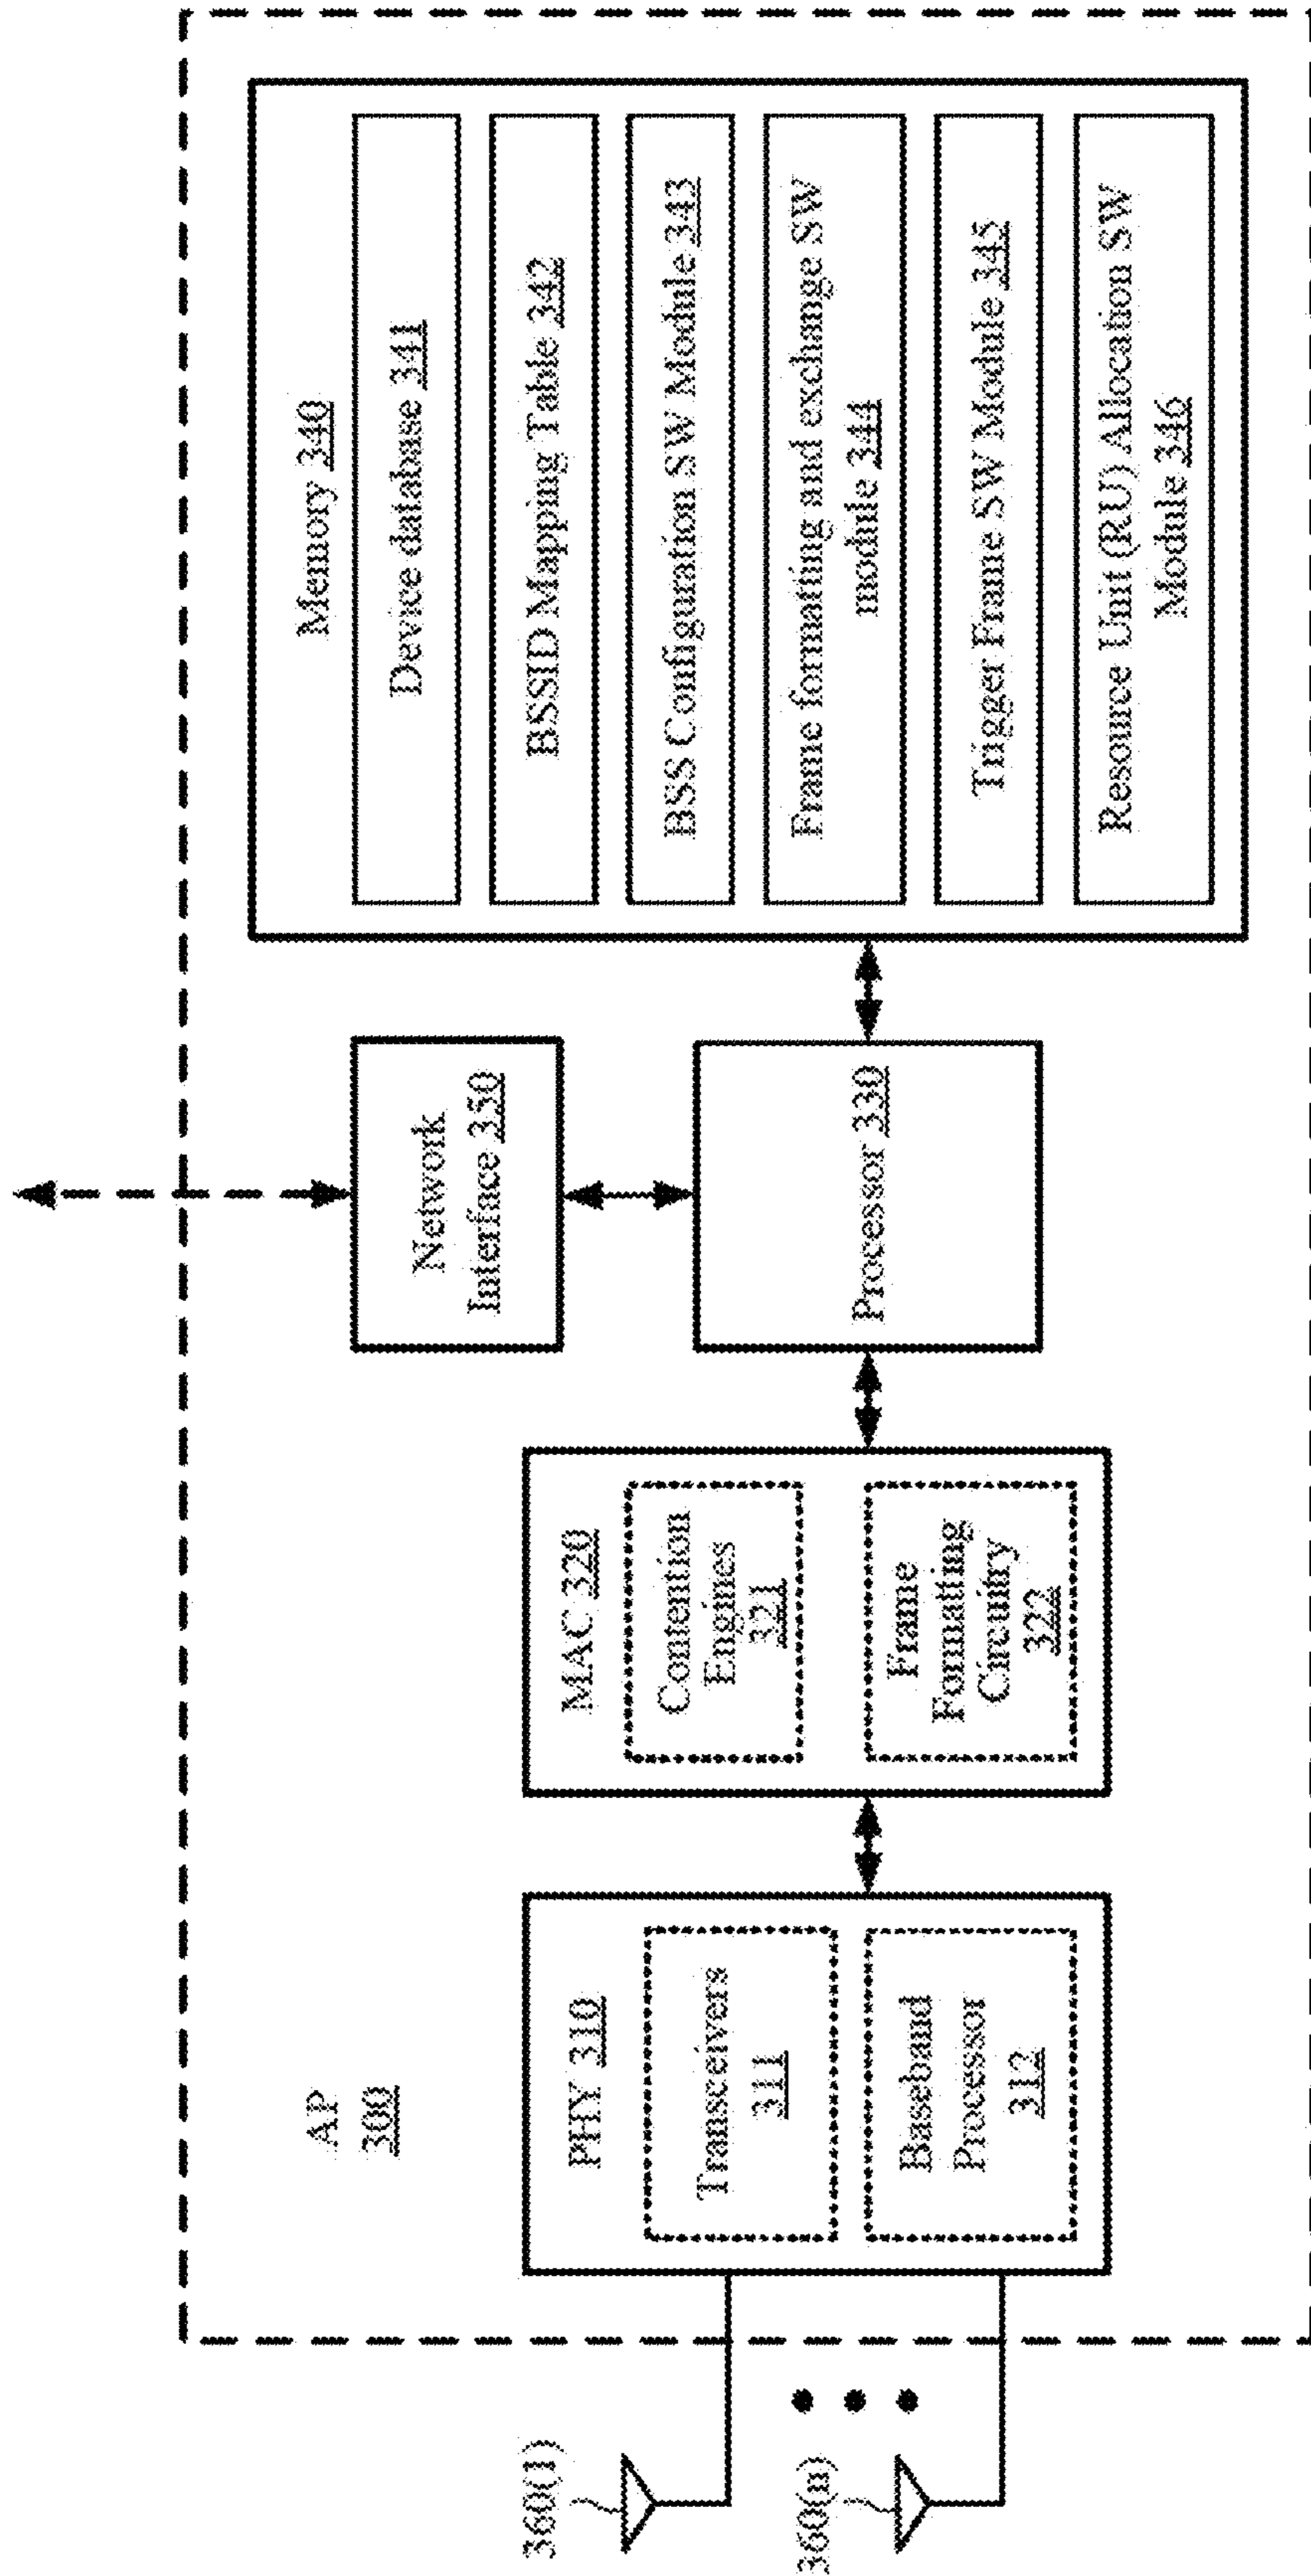 AP
300
360(1)
360(n)
PHY 310
Transceivers
311
Baseband
Processor
312
MAC 320
Contention
Engines
321
Frame
Formating
Circuitry
322
Network
Interface 350
Processor 330
Memory 340
Device database 341
BSSID Mapping Table 342
BSS Configuration SW Module 343
Frame formatting and exchange SW
module 344
Trigger Frame SW Module 345
Resource Unit (RU) Allocation SW
Module 346